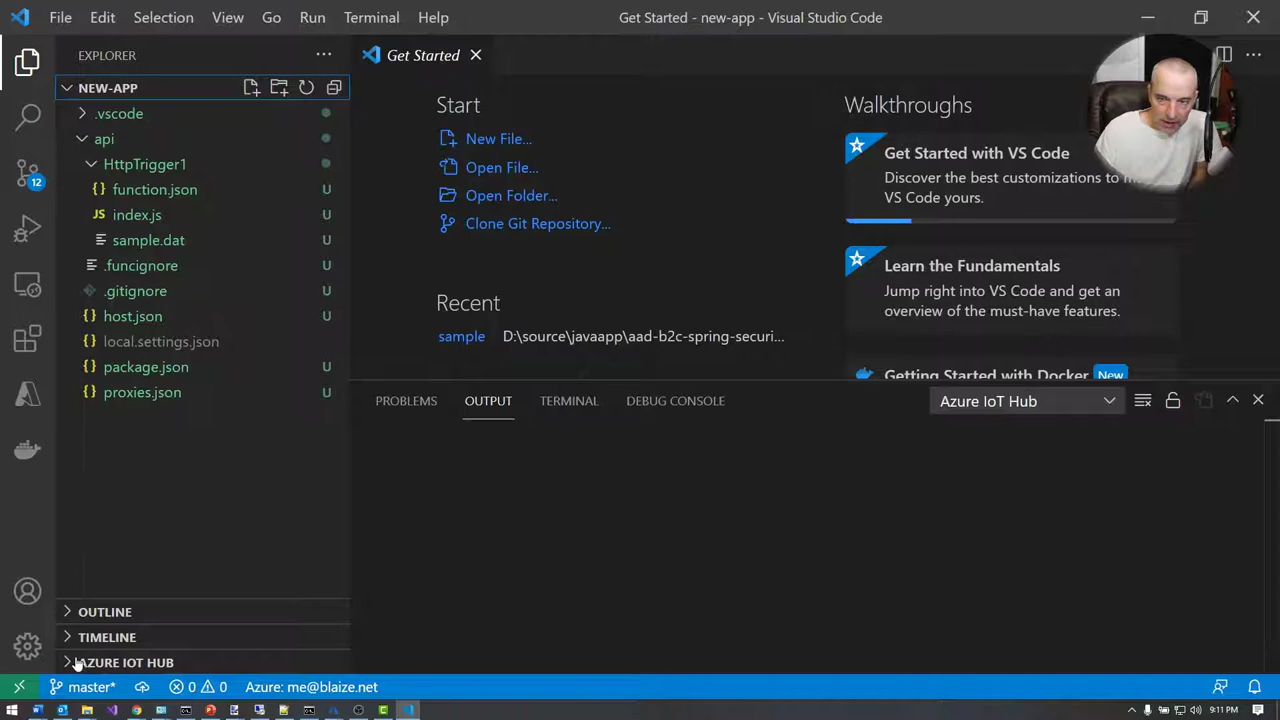 File Edit Selection View Go Run Terminal Help
Get Started - new-app - Visual Studio Code
EXPLORER
Get Started
NEW-APP
.vscode
api
HttpTrigger1
function.json U
index.js U
JS
sample.dat U
.funcignore U
.gitignore U
host.json U
local.settings.json
package.json U
proxies.json U
12
OUTLINE
TIMELINE
AZURE IOT HUB
Start
New File...
Open File...
Open Folder...
Clone Git Repository...
Recent
sample D:\source\javaapp\aad-b2c-spring-securi...
Walkthroughs
Get Started with VS Code
Discover the best customizations to
VS Code yours.
Learn the Fundamentals
Jump right into VS Code and get an
overview of the must-have features.
Getting Started with Docker New
PROBLEMS OUTPUT TERMINAL DEBUG CONSOLE
Azure IoT Hub
master* 0 0 Azure: me@blaize.net
9:11 PM